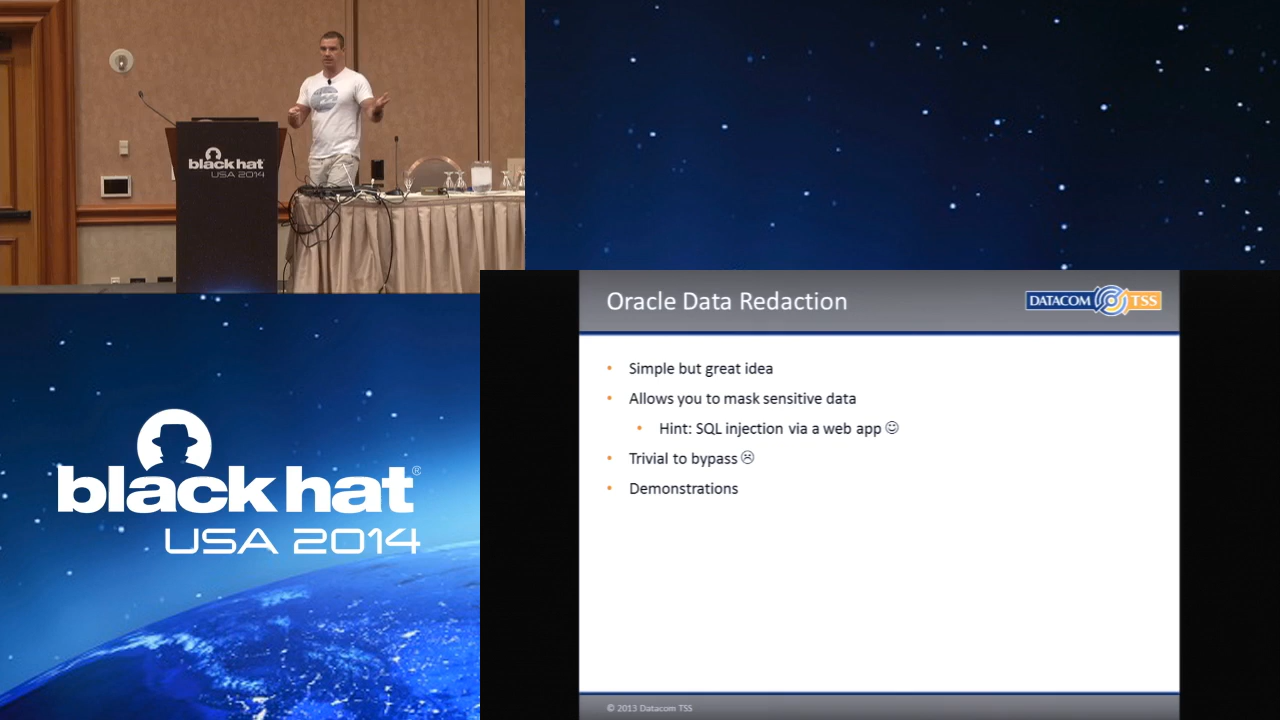 black hat
USA 2014
Oracle Data Redaction
DATACOM TSS
• Simple but great idea
• Allows you to mask sensitive data
• Hint: SQL injection via a web app ☺
• Trivial to bypass ☹
• Demonstrations
black hat®
USA 2014
© 2013 Datacom TSS